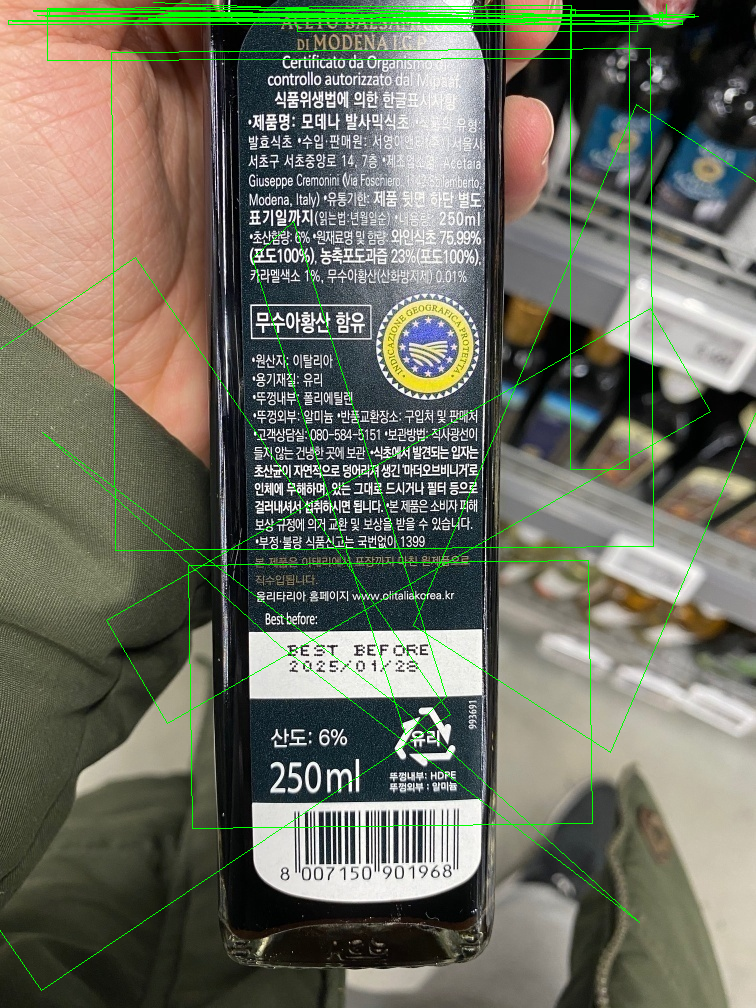 ACETO BALSAMICO
DI MODENA I.G.P.
Certificato da Organismo di
controllo autorizzato dal Mipaaf
식품위생법에 의한 한글표시사항
•제품명: 모데나 발사믹식초 •식품의 유형:
발효식초 •수입·판매원: 서울시
서초구 서초중앙로 14, 7층 •제조업소명: Acetaia
Giuseppe Cremonini (Via Foschiero,
Modena, Italy) •유통기한: 제품 뒷면 하단 별도
표기일까지(읽는법:년월일순) •내용량: 250ml
•초산함량: 6% •원재료명 및 함량: 와인식초 75.99%
(포도100%), 농축포도과즙 23%(포도100%),
카라멜색소 1%, 무수아황산(산화방지제) 0.01%
무수아황산 함유
INDICAZIONE GEOGRAFICA PROTETTA
•원산지: 이탈리아
•용기재질: 유리
•뚜껑내부: 폴리에틸렌
•뚜껑외부: 알미늄 •반품교환장소: 구입처 및 판매처
•고객상담실: 080-584-5151 •보관방법: 직사광선이
들지 않는 건냉한 곳에 보관 •식초에서 발견되는 입자는
초산균이 자연적으로 덩어리져 생긴 '마더오브비니거'로
인체에 무해하며, 있는 그대로 드시거나 필터 등으로
걸러내셔서 섭취하시면 됩니다. •본 제품은 소비자 피해
보상 규정에 의거 교환 및 보상을 받을 수 있습니다.
•부정·불량 식품신고는 국번없이 1399
본 제품은 이태리에서 포장까지 마친 원제품으로
직수입됩니다.
올리타리아 홈페이지 www.olitaliakorea.kr
Best before:
BEST BEFORE
2025/01/28
993691
산도: 6%
유리
250ml
뚜껑내부: HDPE
뚜껑외부: 알미늄
8 007150 901968